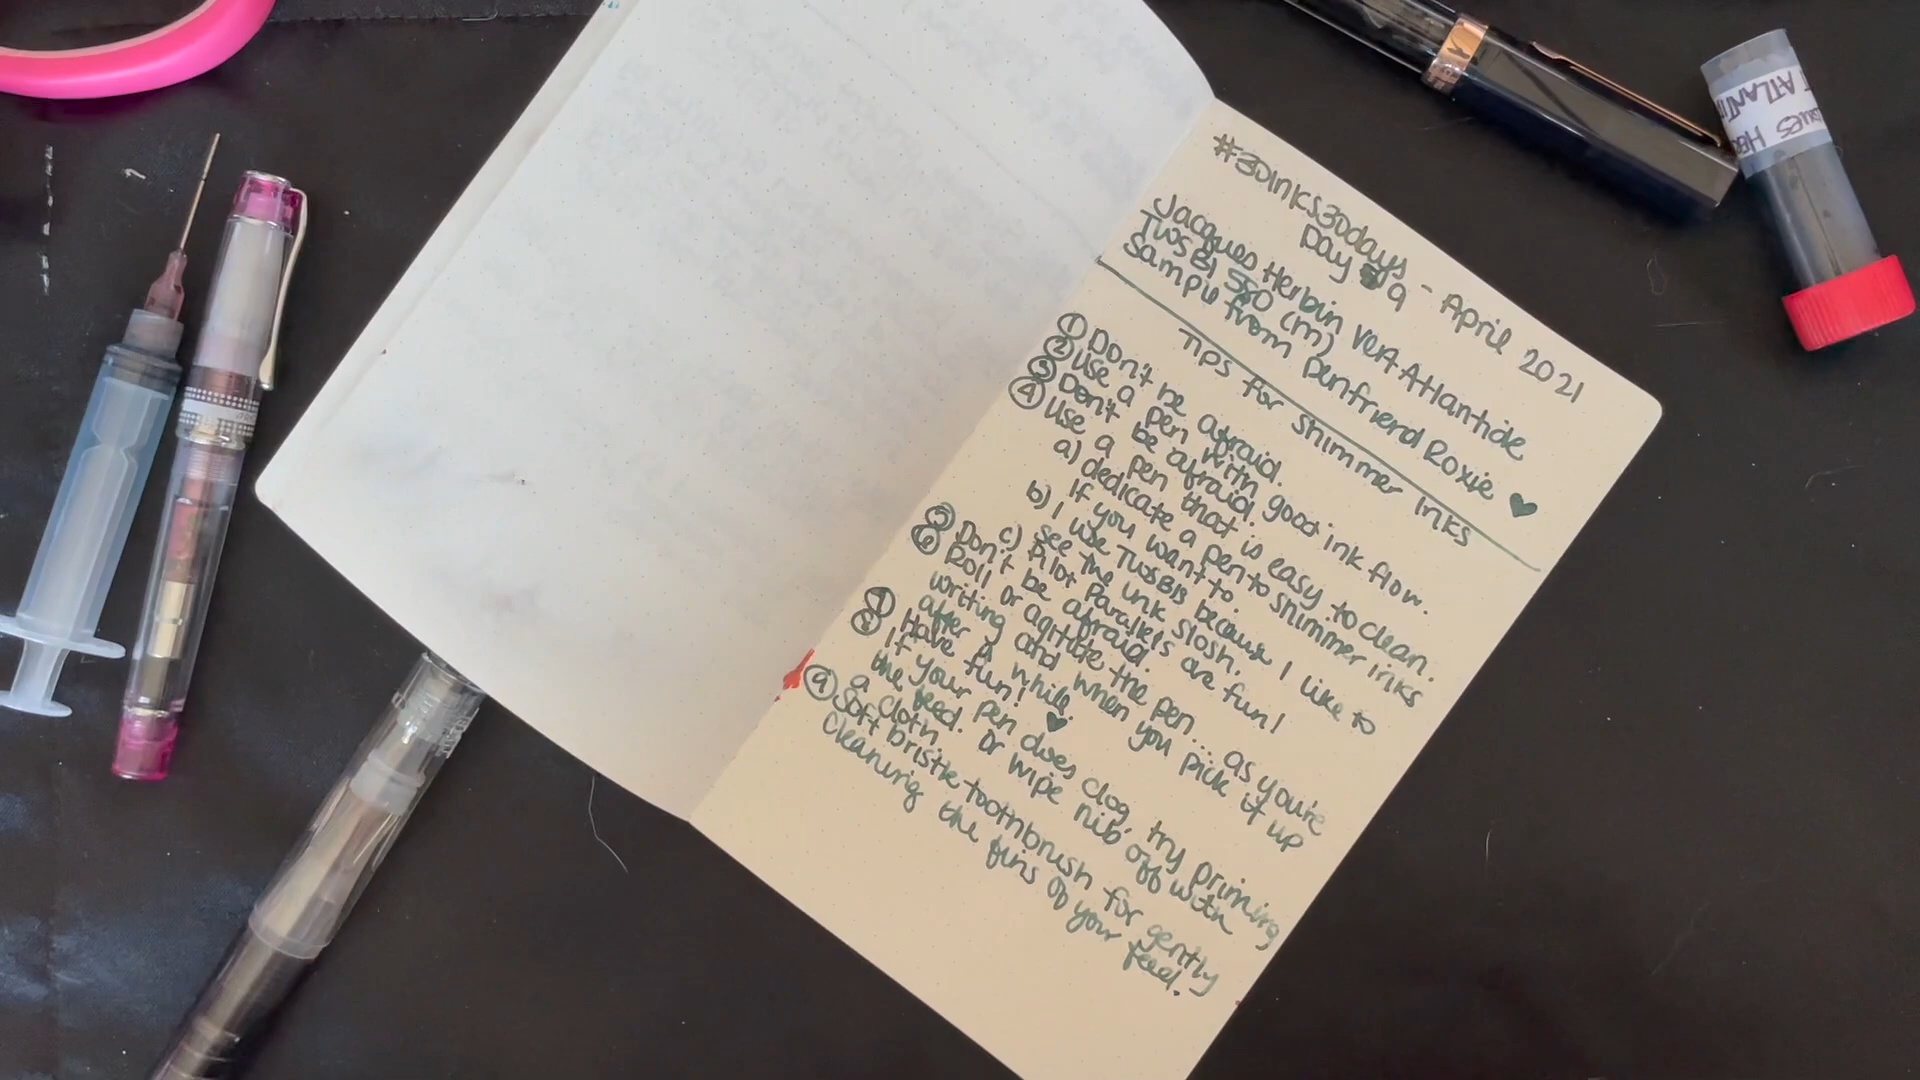 #30inks30days - April 2021
Day 9
Jacques Herbin Vert Atlantide
TWSBI 580 (m)
Sample from penfriend Roxie ♥
Tips for Shimmer Inks
① Don't be afraid.
② Use a pen with good ink flow.
③ Don't be afraid.
④ Use a pen that is easy to clean.
a) dedicate a pen to shimmer inks
if you want to.
b) I use TWSBIs because I like to
see the ink slosh.
c) Pilot Parallels are fun!
⑤ Don't be afraid.
⑥ Roll or agitate the pen... as you're
writing and when you pick it up
after a while.
⑦ Have fun! ♥
⑧ If your pen does clog, try priming
the feed. Or wipe nib off with
a cloth
⑨ Soft bristle toothbrush for gently
cleaning the fins of your feed.
ATLANTI